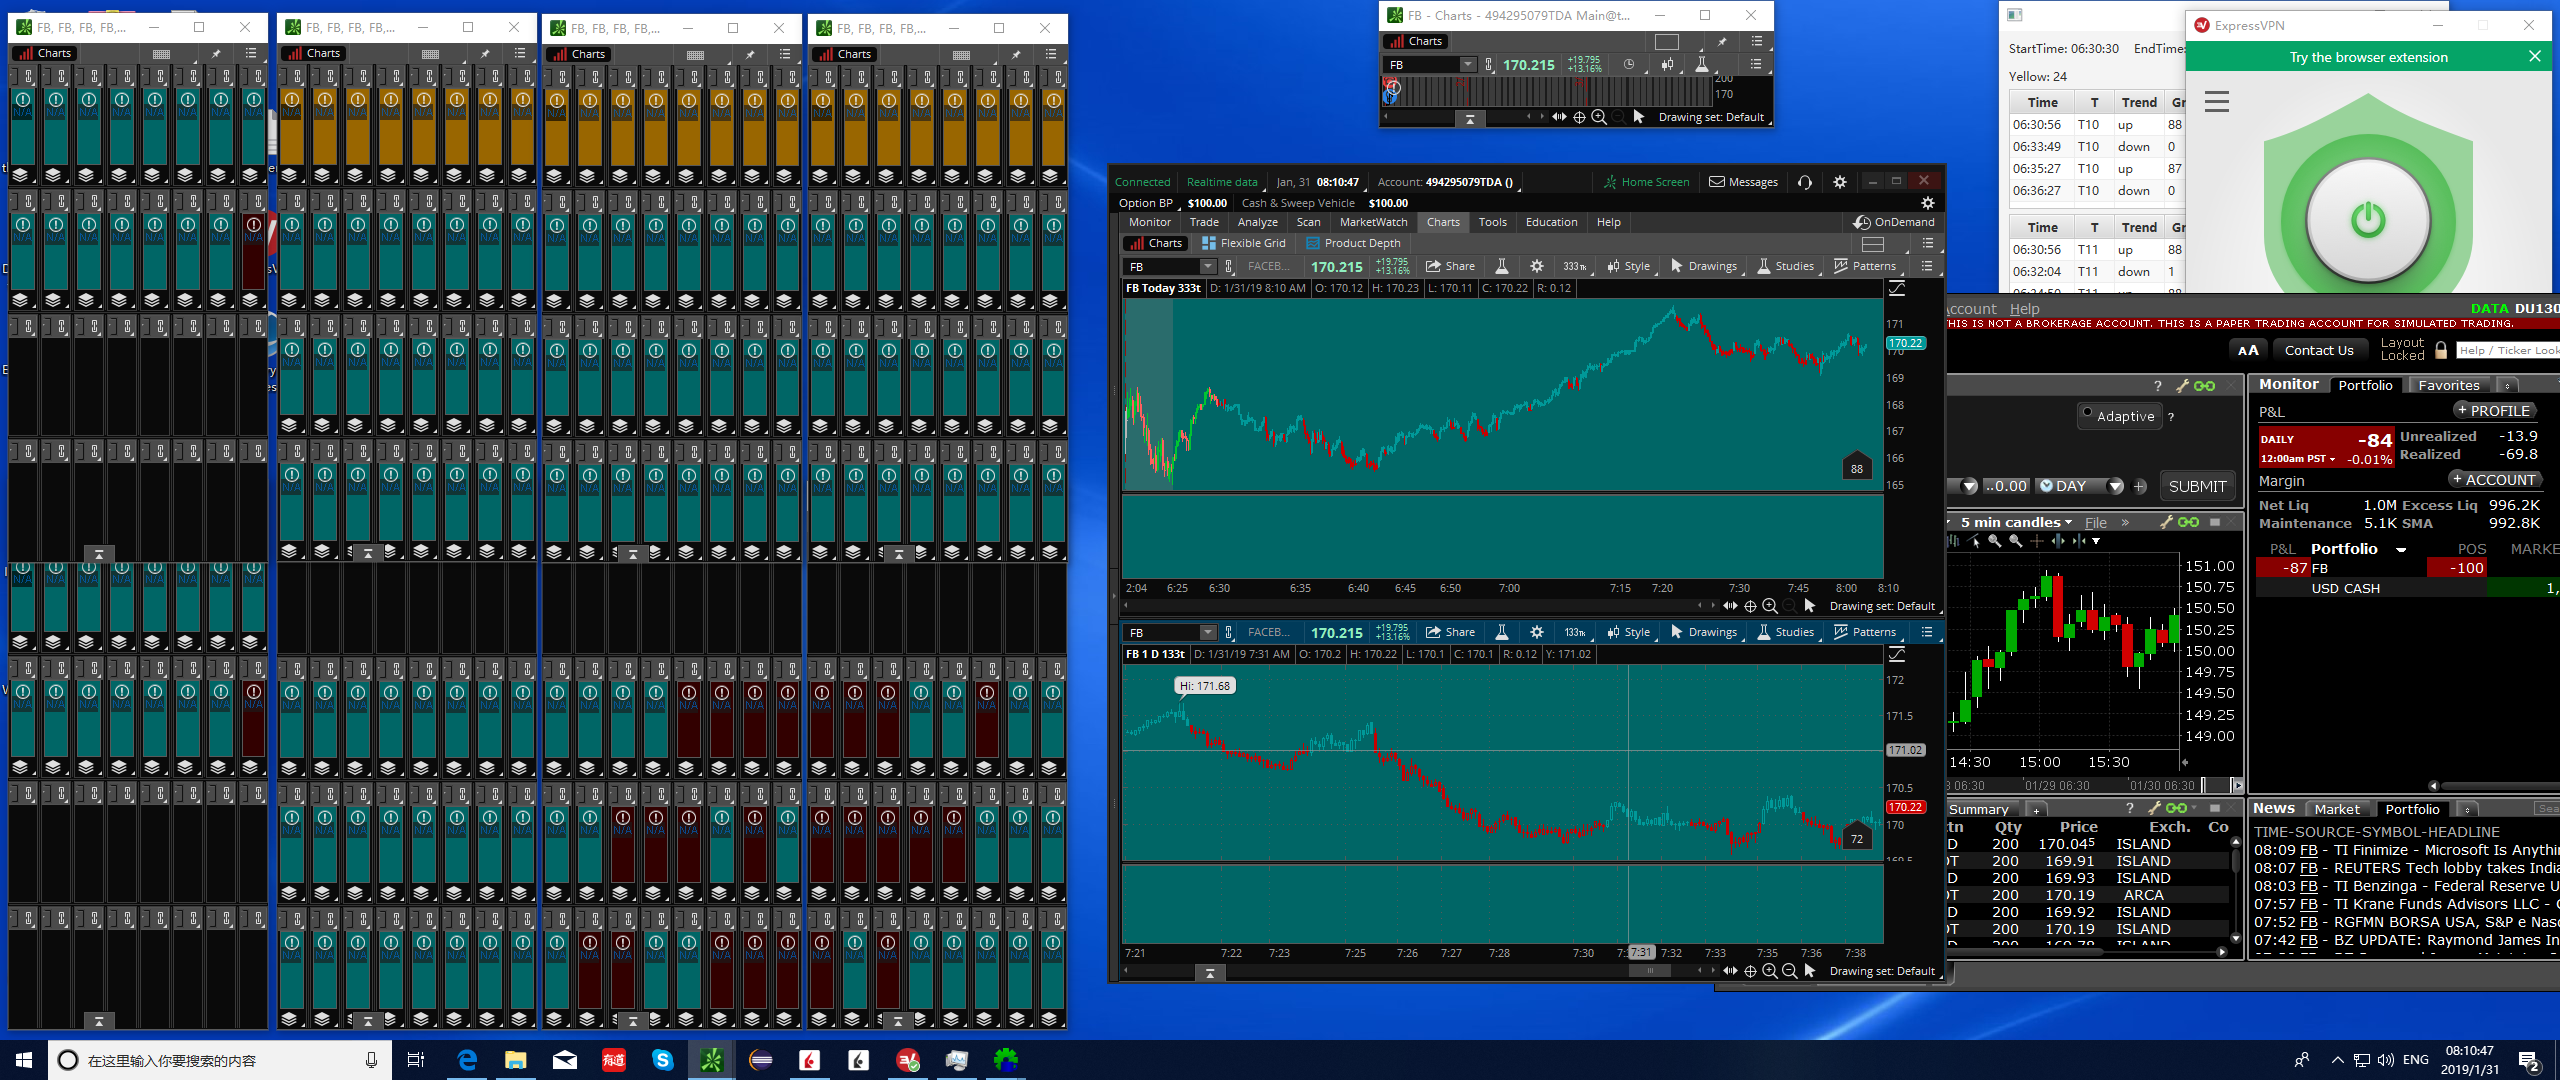 FB, FB, FB, FB,...
Charts
FB, FB, FB, FB,...
Charts
FB, FB, FB, FB,...
Charts
FB, FB, FB, FB,...
Charts
FB - Charts - 494295079TDA Main@t...
Charts
FB
170.215
+19.795
+13.16%
200
170
Drawing set: Default
StartTime: 06:30:30 EndTime:
Yellow: 24
Time T Trend
06:30:56 T10 up 88
06:33:49 T10 down 0
06:35:27 T10 up 87
06:36:27 T10 down 0
Time T Trend
06:30:56 T11 up 88
06:32:04 T11 down 1
ExpressVPN
Try the browser extension
Connected Realtime data Jan, 31 08:10:47 Account: 494295079TDA () Home Screen Messages
Option BP $100.00 Cash & Sweep Vehicle $100.00
Monitor Trade Analyze Scan MarketWatch Charts Tools Education Help OnDemand
Charts Flexible Grid Product Depth
FB FACEB... 170.215 +19.795 +13.16% Share 333Tk Style Drawings Studies Patterns
FB Today 333t D: 1/31/19 8:10 AM O: 170.12 H: 170.23 L: 170.11 C: 170.22 R: 0.12
171
170.22
170
169
168
167
166
165
88
2:04 6:25 6:30 6:35 6:40 6:45 6:50 7:00 7:15 7:20 7:30 7:45 8:00 8:10
Drawing set: Default
FB FACEB... 170.215 +19.795 +13.16% Share 133Tk Style Drawings Studies Patterns
FB 1 D 133t D: 1/31/19 7:31 AM O: 170.2 H: 170.22 L: 170.1 C: 170.1 R: 0.12 Y: 171.02
Hi: 171.68
172
171.5
171.02
170.5
170.22
170
72
7:21 7:22 7:23 7:25 7:26 7:27 7:28 7:30 7:31 7:32 7:33 7:35 7:36 7:38
Drawing set: Default
Account Help DATA DU130
THIS IS NOT A BROKERAGE ACCOUNT. THIS IS A PAPER TRADING ACCOUNT FOR SIMULATED TRADING.
AA Contact Us Layout Locked Help / Ticker Look
Adaptive ?
..0.00 DAY + SUBMIT
Monitor Portfolio Favorites
P&L + PROFILE
DAILY -84 Unrealized -13.9
12:00am PST -0.01% Realized -69.8
Margin + ACCOUNT
Net Liq 1.0M Excess Liq 996.2K
Maintenance 5.1K SMA 992.8K
P&L Portfolio POS MARKE
-87 FB -100
USD CASH 1,
5 min candles File »
151.00
150.75
150.50
150.25
150.00
149.75
149.50
149.25
149.00
14:30 15:00 15:30
06:30 01/29 06:30 01/30 06:30
Summary +
Qty Price Exch. Co
200 170.045 ISLAND
200 169.91 ISLAND
200 169.93 ISLAND
200 170.19 ARCA
200 169.92 ISLAND
200 170.19 ISLAND
200 169.78 ISLAND
News Market Portfolio
TIME-SOURCE-SYMBOL-HEADLINE
08:09 FB - TI Finimize - Microsoft Is Anythin
08:07 FB - REUTERS Tech lobby takes India
08:03 FB - TI Benzinga - Federal Reserve U
07:57 FB - TI Krane Funds Advisors LLC - C
07:52 FB - RGFMN BORSA USA, S&P e Nasc
07:42 FB - BZ UPDATE: Raymond James In
在这里输入你要搜索的内容
有道
ENG
08:10:47
2019/1/31
2